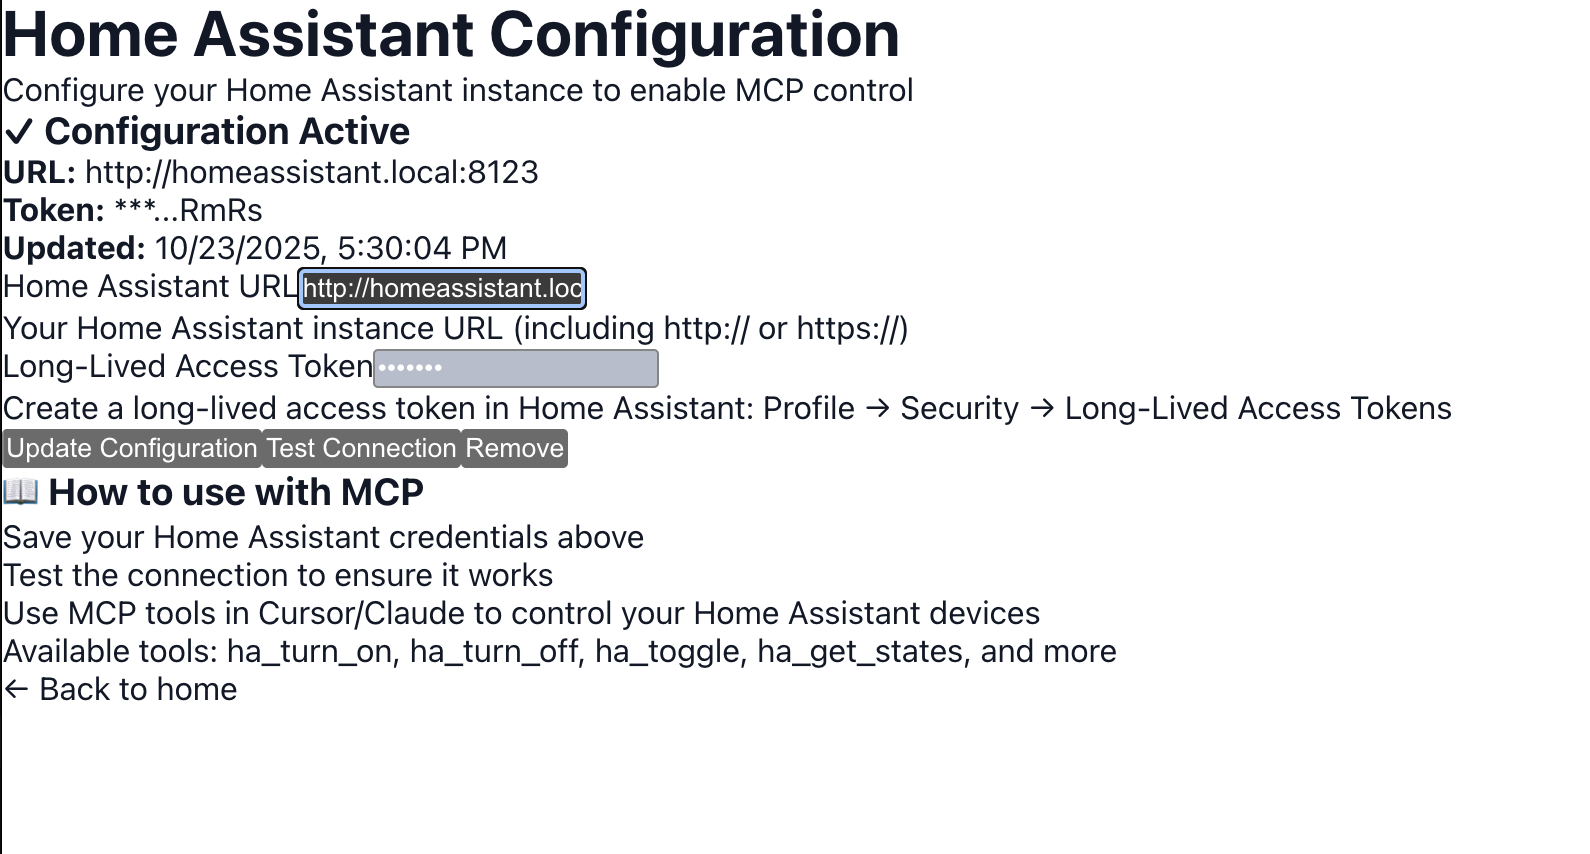 Home Assistant Configuration
Configure your Home Assistant instance to enable MCP control
✓ Configuration Active
URL: http://homeassistant.local:8123
Token: ***...RmRs
Updated: 10/23/2025, 5:30:04 PM
Home Assistant URL http://homeassistant.loc
Your Home Assistant instance URL (including http:// or https://)
Long-Lived Access Token •••••••
Create a long-lived access token in Home Assistant: Profile → Security → Long-Lived Access Tokens
Update Configuration Test Connection Remove
📖 How to use with MCP
Save your Home Assistant credentials above
Test the connection to ensure it works
Use MCP tools in Cursor/Claude to control your Home Assistant devices
Available tools: ha_turn_on, ha_turn_off, ha_toggle, ha_get_states, and more
← Back to home